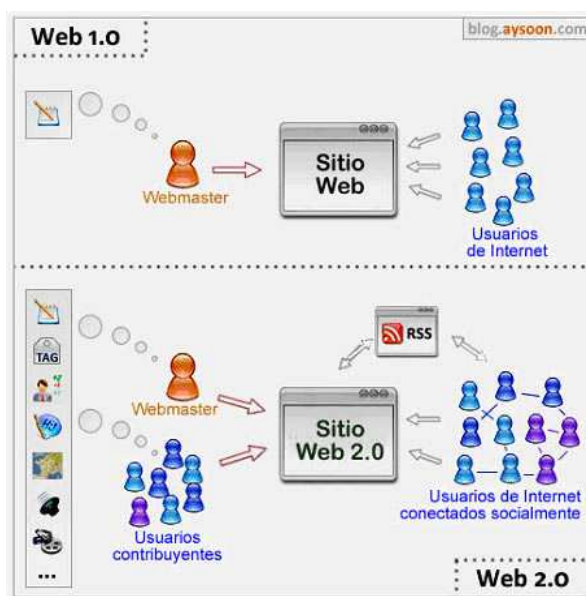 Web 1.0
blog.aysoon.com
Sitio
Web
Webmaster
Usuarios
de Internet
TAG
RSS
Webmaster
Sitio
Web 2.0
Usuarios
contribuyentes
Usuarios de Internet
conectados socialmente
...
Web 2.0